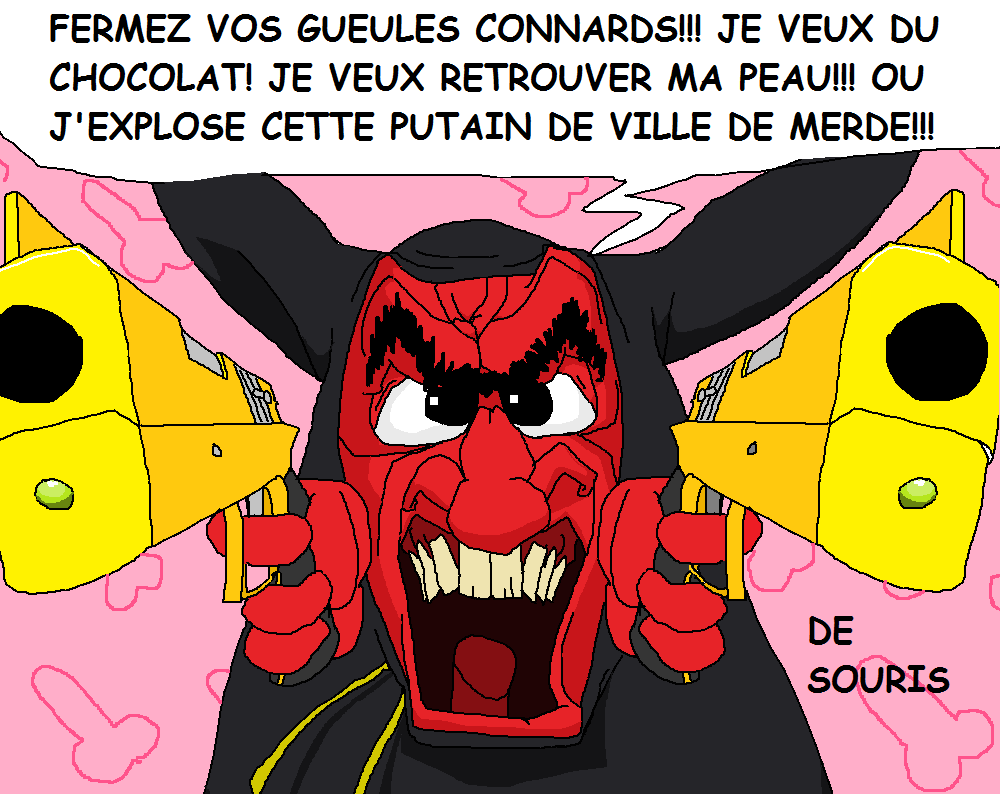 FERMEZ VOS GUEULES CONNARDS!!! JE VEUX DU
CHOCOLAT! JE VEUX RETROUVER MA PEAU!!! OU
J'EXPLOSE CETTE PUTAIN DE VILLE DE MERDE!!!
DE
SOURIS